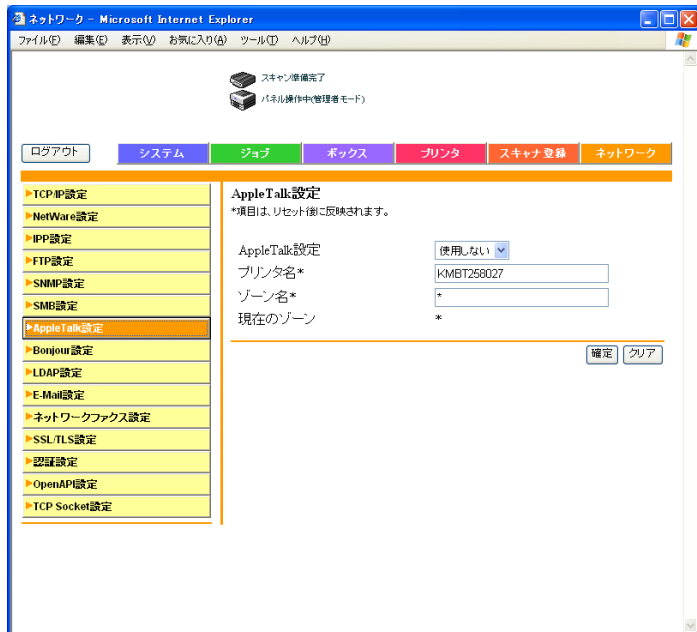 ネットワーク - Microsoft Internet Explorer
ファイル(F) 編集(E) 表示(V) お気に入り(A) ツール(T) ヘルプ(H)
スキャン準備完了
パネル操作中(管理者モード)
ログアウト システム ジョブ ボックス プリンタ スキャナ登録 ネットワーク
TCP/IP設定
NetWare設定
IPP設定
FTP設定
SNMP設定
SMB設定
AppleTalk設定
Bonjour設定
LDAP設定
E-Mail設定
ネットワークファクス設定
SSL/TLS設定
認証設定
OpenAPI設定
TCP Socket設定
AppleTalk設定
*項目は、リセット後に反映されます。
AppleTalk設定 使用しない
プリンタ名* KMBT258027
ゾーン名* *
現在のゾーン *
確定 クリア